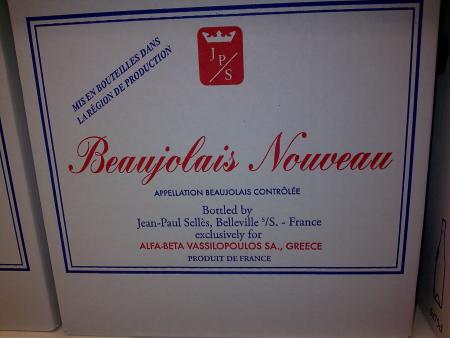 J
P
S
MIS EN BOUTEILLES DANS
LA RÉGION DE PRODUCTION
Beaujolais Nouveau
APPELLATION BEAUJOLAIS CONTRÔLÉE
Bottled by
Jean-Paul Sellès, Belleville s/S. - France
exclusively for
ALFA-BETA VASSILOPOULOS SA., GREECE
PRODUIT DE FRANCE